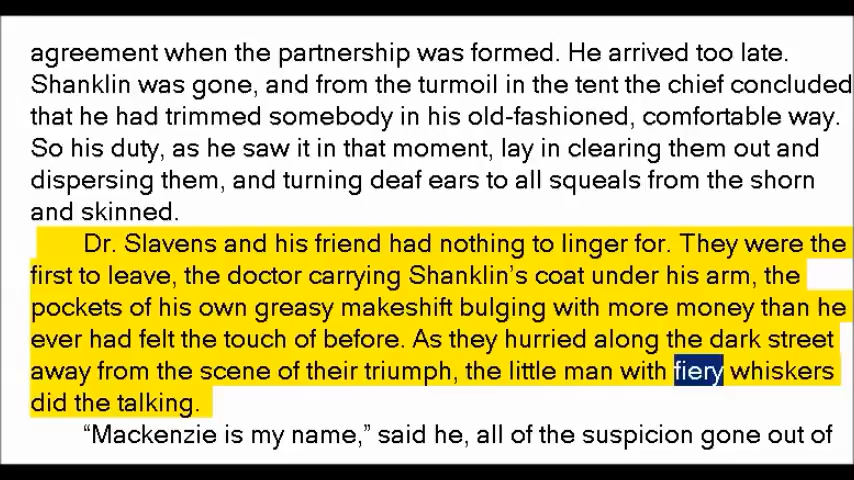 agreement when the partnership was formed. He arrived too late.
Shanklin was gone, and from the turmoil in the tent the chief concluded
that he had trimmed somebody in his old-fashioned, comfortable way.
So his duty, as he saw it in that moment, lay in clearing them out and
dispersing them, and turning deaf ears to all squeals from the shorn
and skinned.
Dr. Slavens and his friend had nothing to linger for. They were the
first to leave, the doctor carrying Shanklin’s coat under his arm, the
pockets of his own greasy makeshift bulging with more money than he
ever had felt the touch of before. As they hurried along the dark street
away from the scene of their triumph, the little man with fiery whiskers
did the talking.
“Mackenzie is my name,” said he, all of the suspicion gone out of